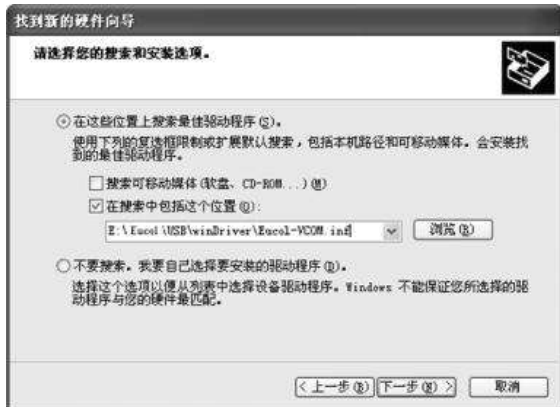 找到新的硬件向导
请选择您的搜索和安装选项。
在这些位置上搜索最佳驱动程序(S)。
使用下列的复选框限制或扩展默认搜索，包括本机路径和可移动媒体。会安装找
到的最佳驱动程序。
搜索可移动媒体(软盘、CD-ROM...)(M)
在搜索中包括这个位置(O):
E:\Eucol\USB\winDriver\Eucol-VCOM.inf
浏览(R)
不要搜索。我要自己选择要安装的驱动程序(D)。
选择这个选项以便从列表中选择设备驱动程序。Windows 不能保证您所选择的驱
动程序与您的硬件最匹配。
<上一步(B) 下一步(N)> 取消